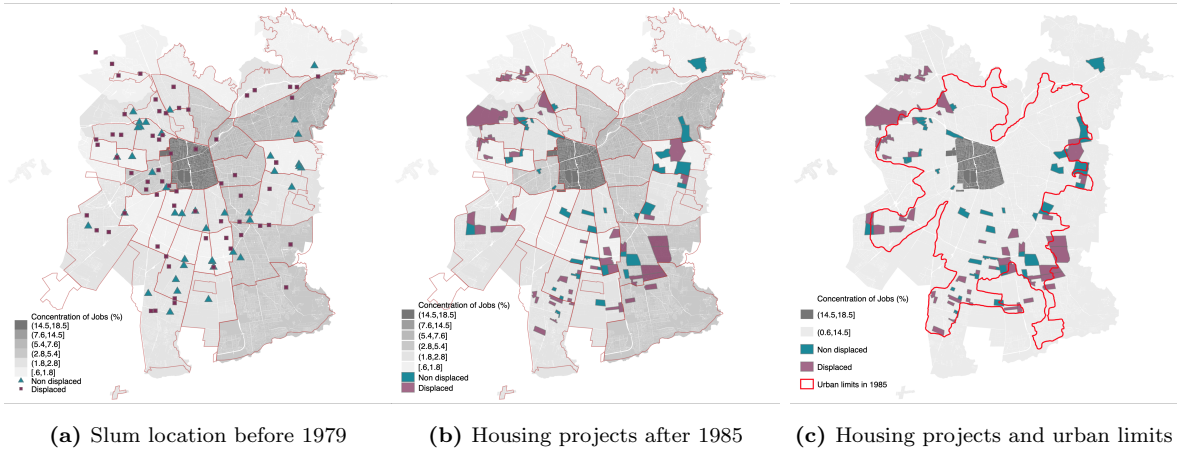 Concentration of Jobs (%)
(14.5,18.5]
(7.6,14.5]
(5.4,7.6]
(2.8,5.4]
(1.8,2.8]
[.6,1.8]
Non displaced
Displaced
Concentration of Jobs (%)
(14.5,18.5]
(7.6,14.5]
(5.4,7.6]
(2.8,5.4]
(1.8,2.8]
[.6,1.8]
Non displaced
Displaced
Concentration of Jobs (%)
(14.5,18.5]
(0.6,14.5]
Non displaced
Displaced
Urban limits in 1985
(a) Slum location before 1979
(b) Housing projects after 1985
(c) Housing projects and urban limits